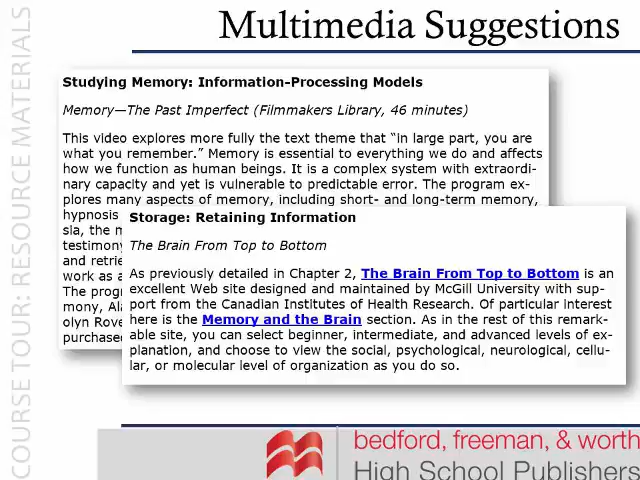 Multimedia Suggestions
COURSE TOUR: RESOURCE MATERIALS
Studying Memory: Information-Processing Models
Memory—The Past Imperfect (Filmmakers Library, 46 minutes)
This video explores more fully the text theme that “in large part, you are
what you remember.” Memory is essential to everything we do and affects
how we function as human beings. It is a complex system with extraordi-
nary capacity and yet is vulnerable to predictable error. The program ex-
plores many aspects of memory, including short- and long-term memory,
hypnosis
sla, the m
testimony
and retrie
work as a
The prog
mony, Ala
olyn Rove
purchased
Storage: Retaining Information
The Brain From Top to Bottom
As previously detailed in Chapter 2, The Brain From Top to Bottom is an
excellent Web site designed and maintained by McGill University with sup-
port from the Canadian Institutes of Health Research. Of particular interest
here is the Memory and the Brain section. As in the rest of this remark-
able site, you can select beginner, intermediate, and advanced levels of ex-
planation, and choose to view the social, psychological, neurological, cellu-
lar, or molecular level of organization as you do so.
bedford, freeman, & worth
High School Publishers